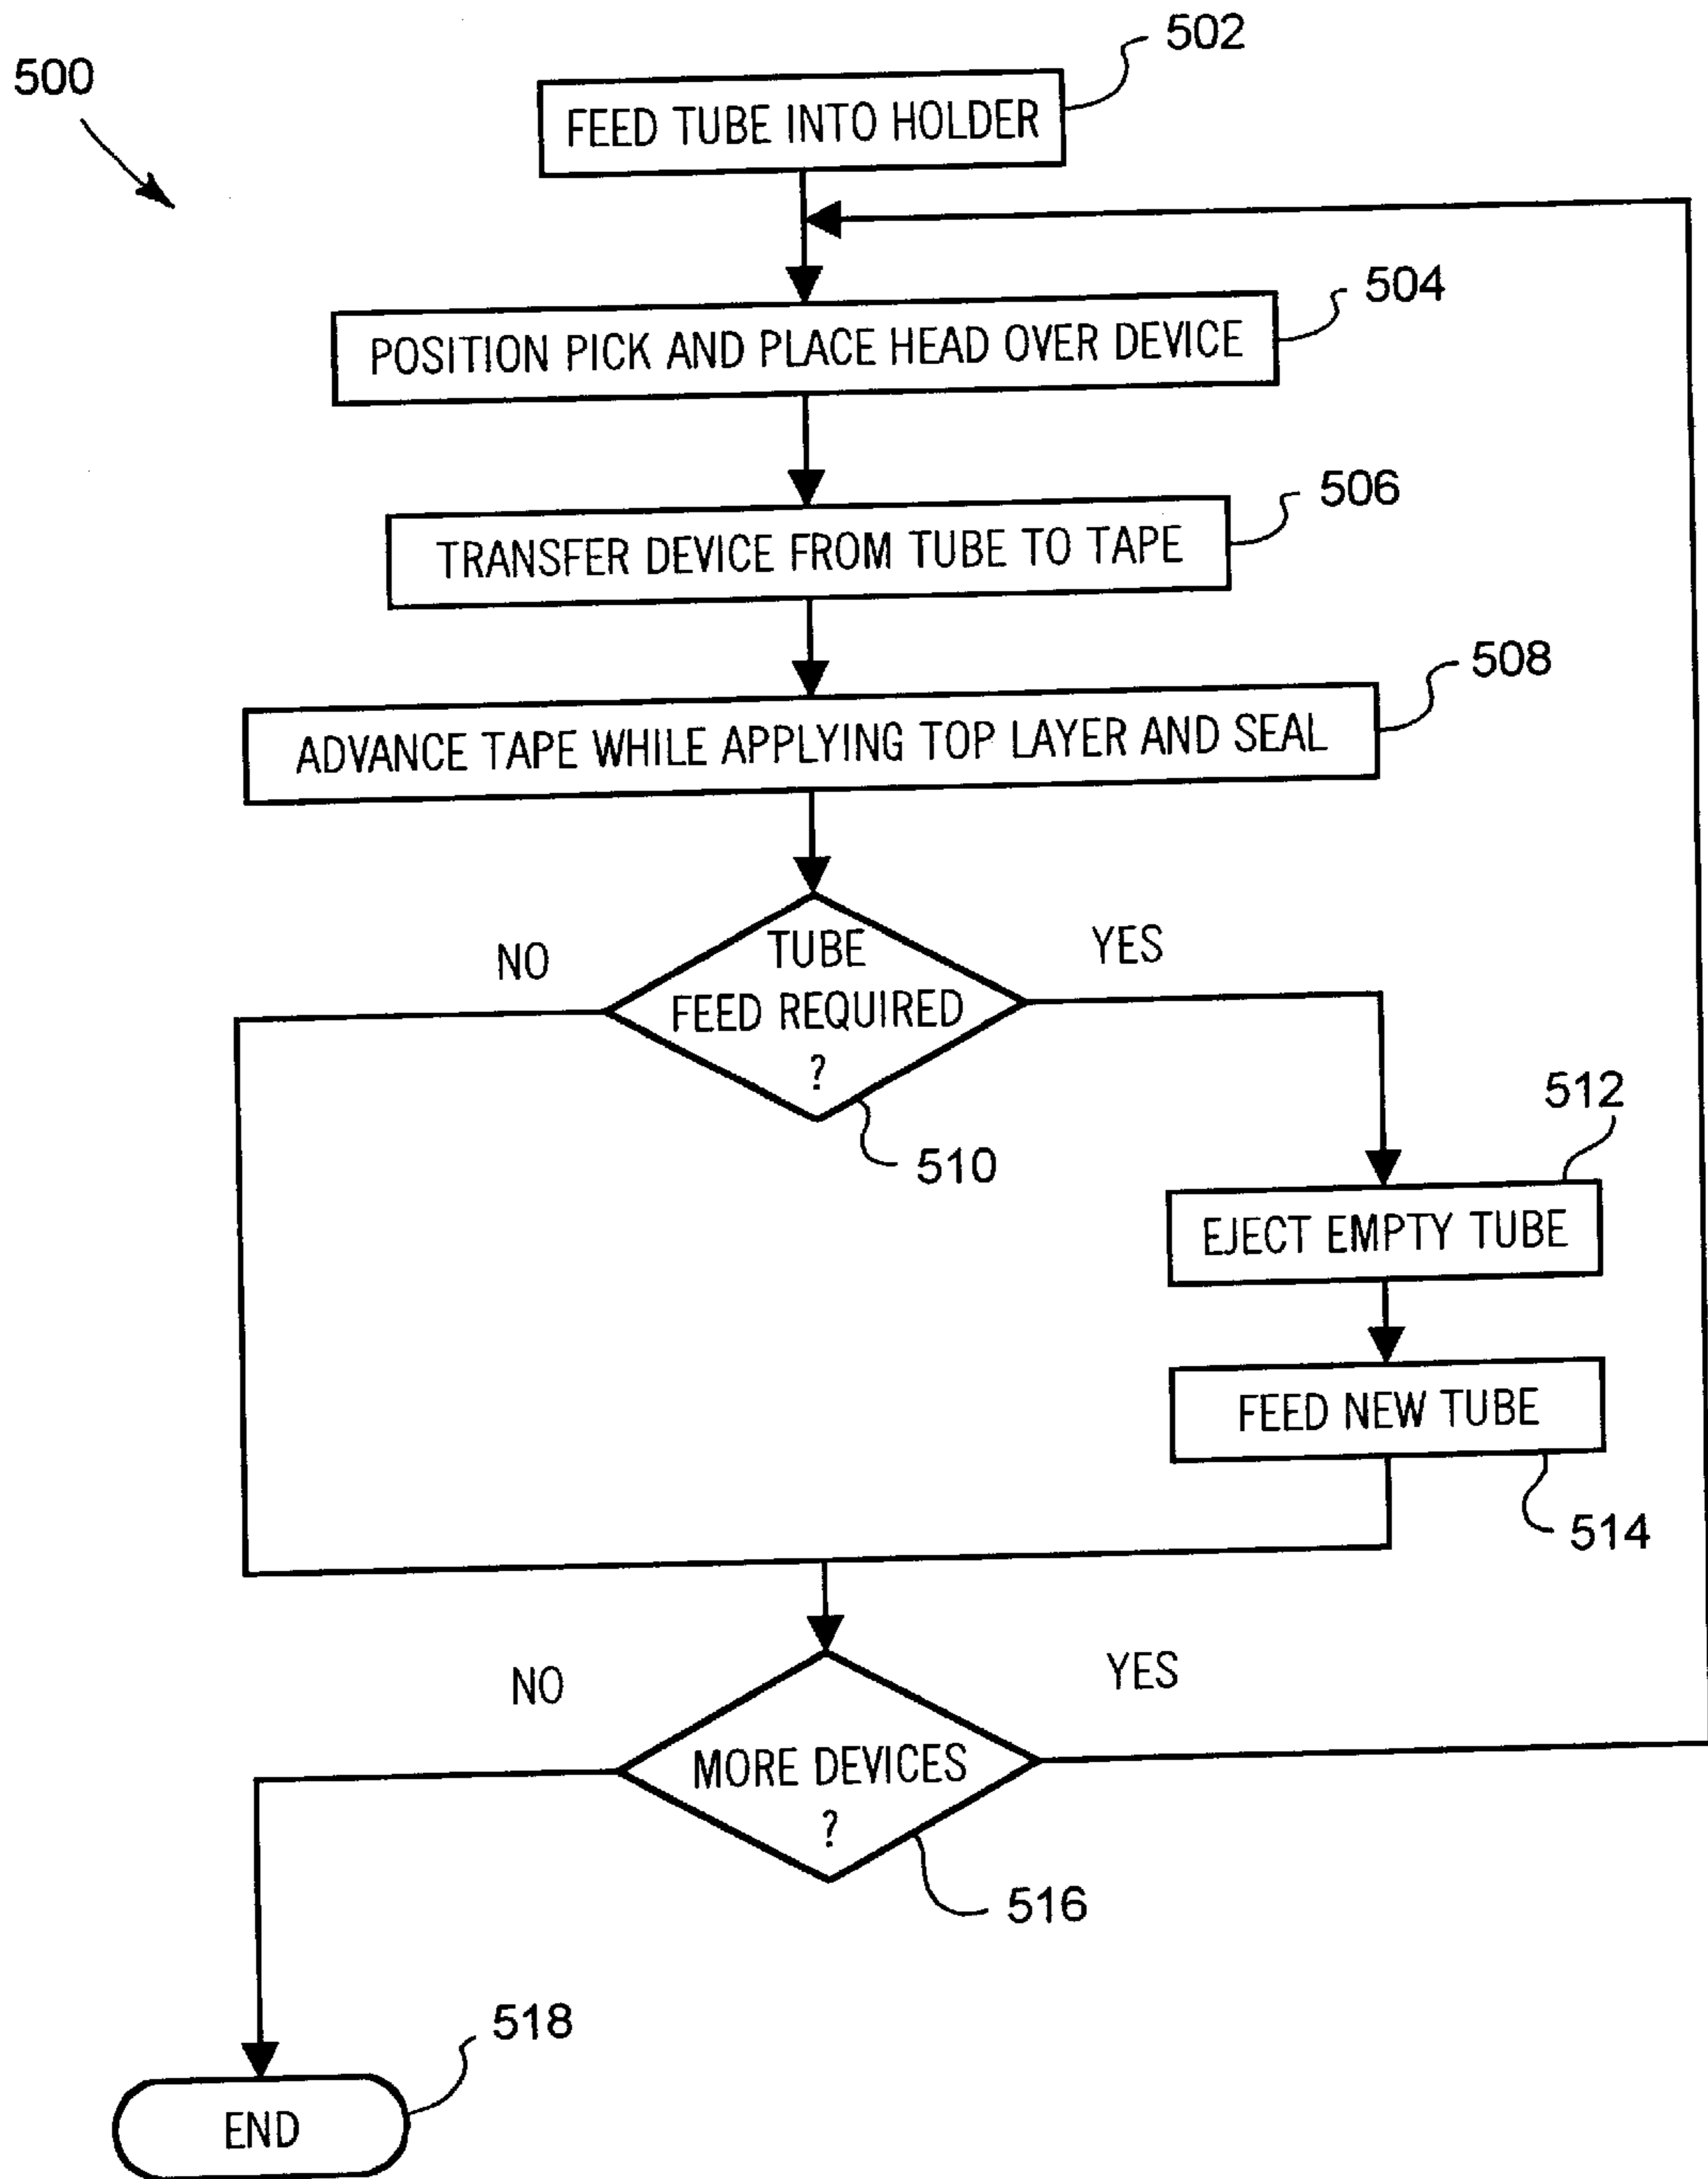 500
502
FEED TUBE INTO HOLDER
504
POSITION PICK AND PLACE HEAD OVER DEVICE
506
TRANSFER DEVICE FROM TUBE TO TAPE
508
ADVANCE TAPE WHILE APPLYING TOP LAYER AND SEAL
NO
YES
TUBE
FEED REQUIRED
?
510
512
EJECT EMPTY TUBE
FEED NEW TUBE
514
NO
YES
MORE DEVICES
?
516
518
END